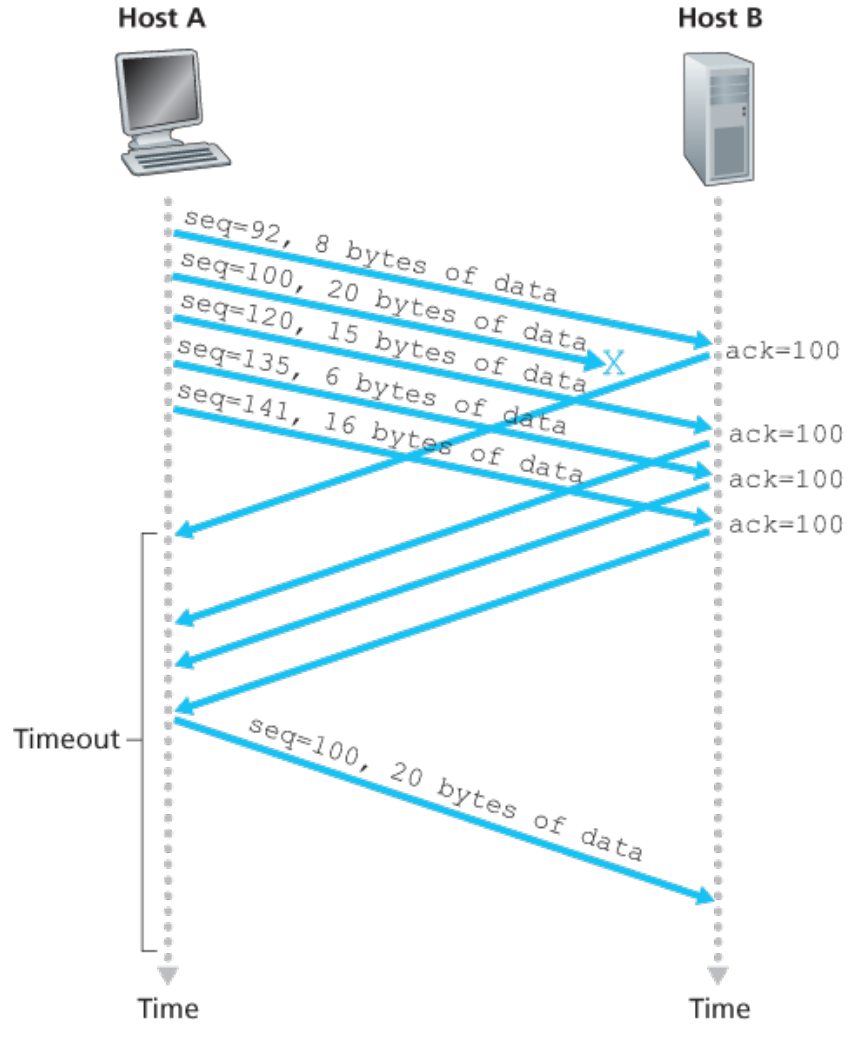 Host A
Host B
seq=92, 8 bytes of data
seq=100, 20 bytes of data
X
seq=120, 15 bytes of data
seq=135, 6 bytes of data
seq=141, 16 bytes of data
ack=100
ack=100
ack=100
ack=100
Timeout
seq=100, 20 bytes of data
Time
Time